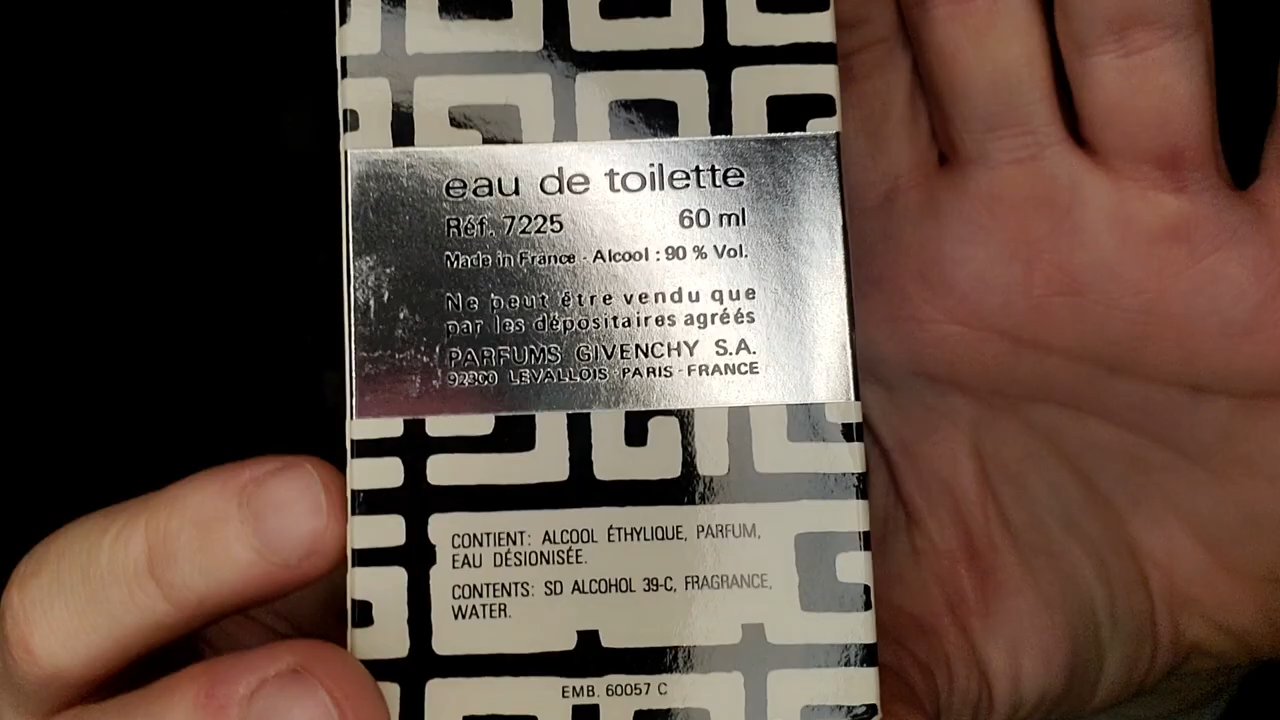 eau de toilette
Réf. 7225 60 ml
Made in France - Alcool : 90 % Vol.
Ne peut être vendu que
par les dépositaires agréés
PARFUMS GIVENCHY S.A.
92300 LEVALLOIS-PARIS-FRANCE
CONTIENT: ALCOOL ÉTHYLIQUE, PARFUM,
EAU DÉSIONISÉE.
CONTENTS: SD ALCOHOL 39-C, FRAGRANCE,
WATER.
EMB. 60057 C